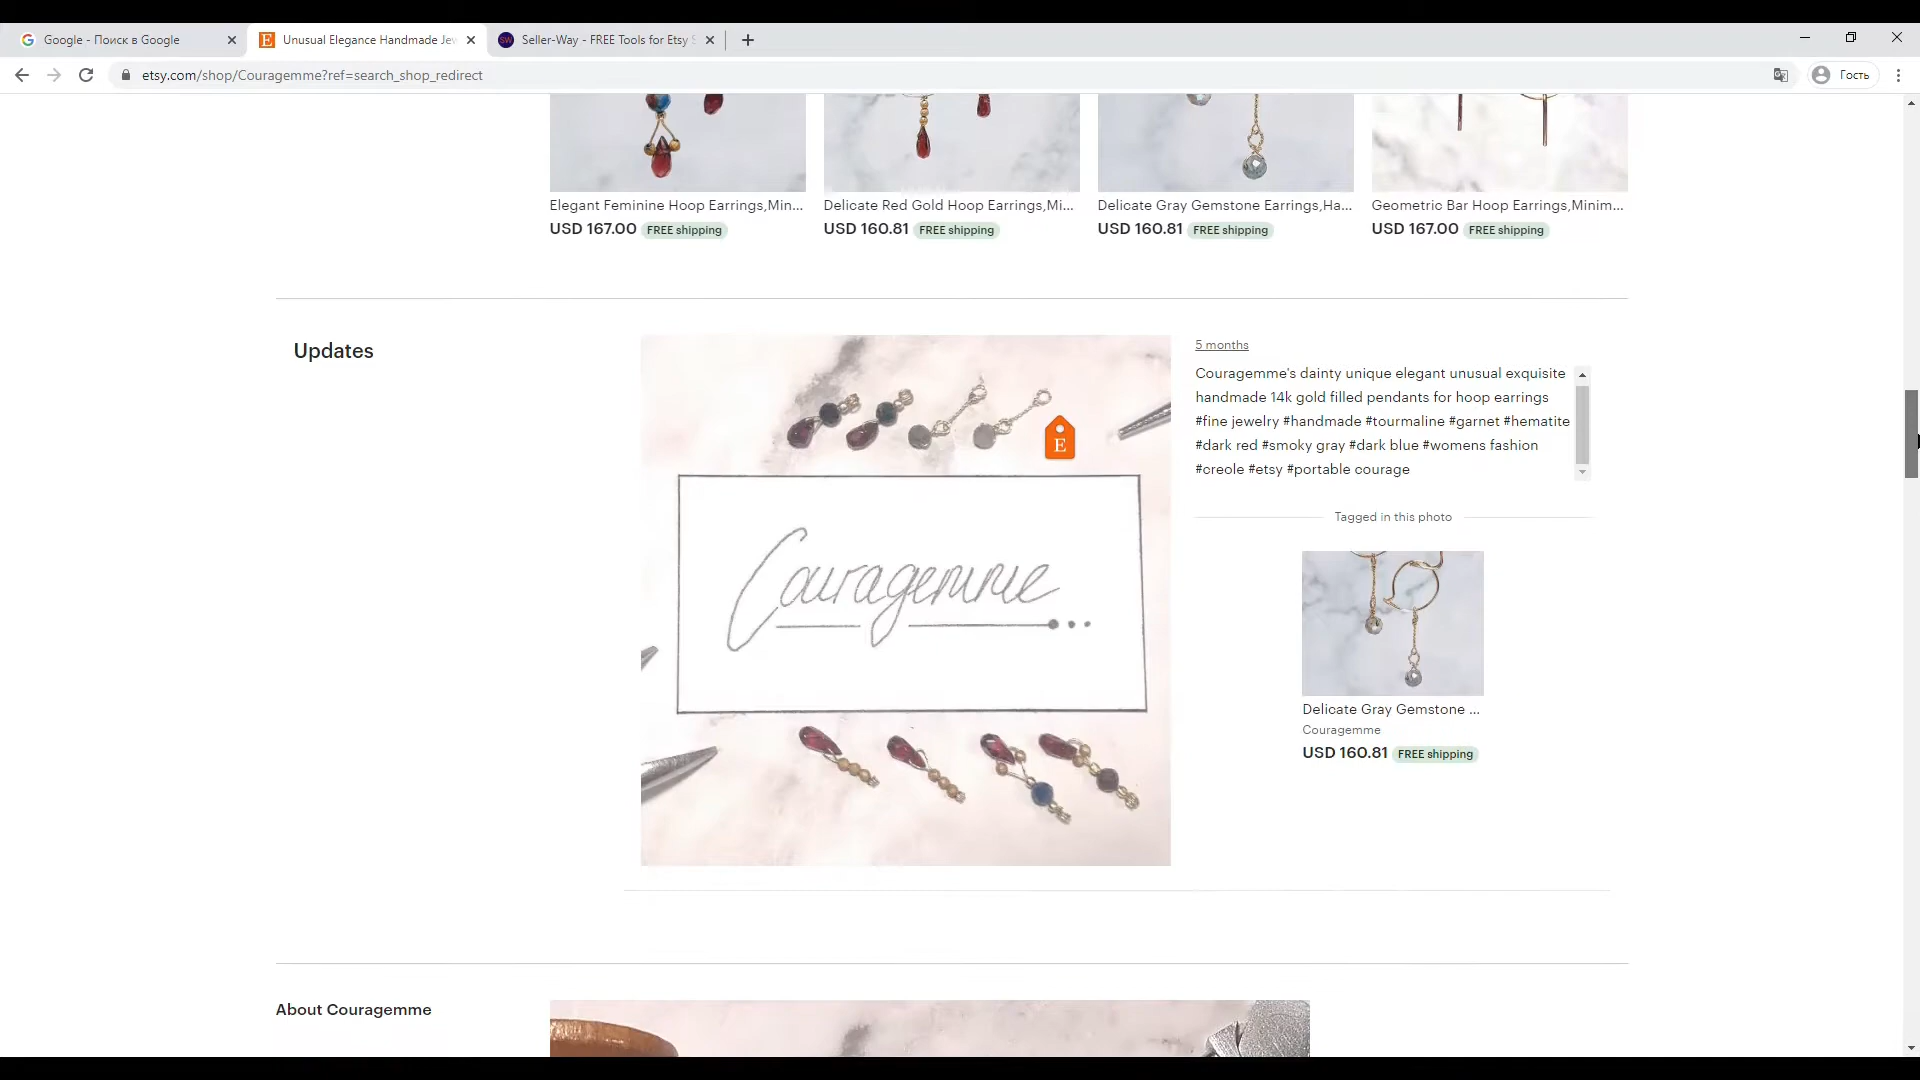 Google - Поиск в Google
Unusual Elegance Handmade Jew
SW
Seller-Way - FREE Tools for Etsy S
etsy.com/shop/Couragemme?ref=search_shop_redirect
Гость
Elegant Feminine Hoop Earrings,Min...
USD 167.00 FREE shipping
Delicate Red Gold Hoop Earrings,Mi...
USD 160.81 FREE shipping
Delicate Gray Gemstone Earrings,Ha...
USD 160.81 FREE shipping
Geometric Bar Hoop Earrings,Minim...
USD 167.00 FREE shipping
Updates
E
Couragemme
5 months
Couragemme's dainty unique elegant unusual exquisite
handmade 14k gold filled pendants for hoop earrings
#fine jewelry #handmade #tourmaline #garnet #hematite
#dark red #smoky gray #dark blue #womens fashion
#creole #etsy #portable courage
Tagged in this photo
Delicate Gray Gemstone ...
Couragemme
USD 160.81 FREE shipping
About Couragemme